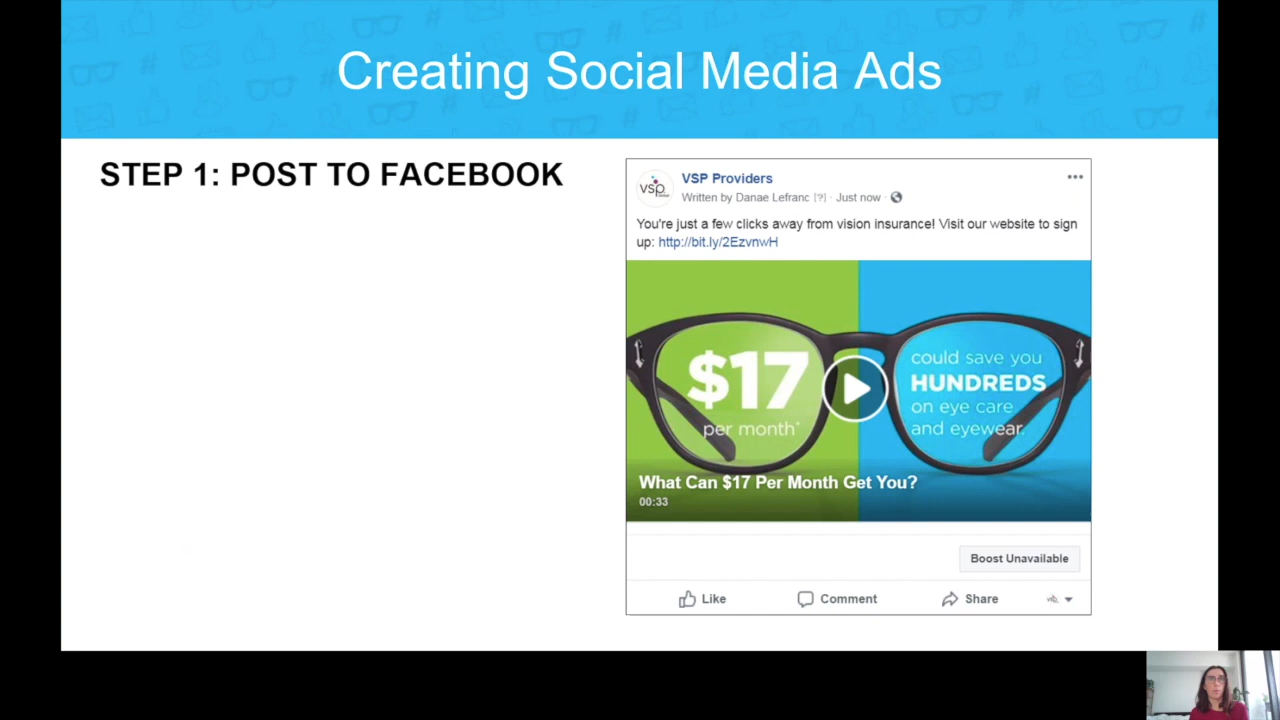 Creating Social Media Ads
STEP 1: POST TO FACEBOOK
vsp
VSP Providers
Written by Danae Lefranc [?] · Just now ·
You're just a few clicks away from vision insurance! Visit our website to sign
up: http://bit.ly/2EzvnwH
$17
per month*
could save you
HUNDREDS
on eye care
and eyewear.
What Can $17 Per Month Get You?
00:33
Boost Unavailable
Like Comment Share